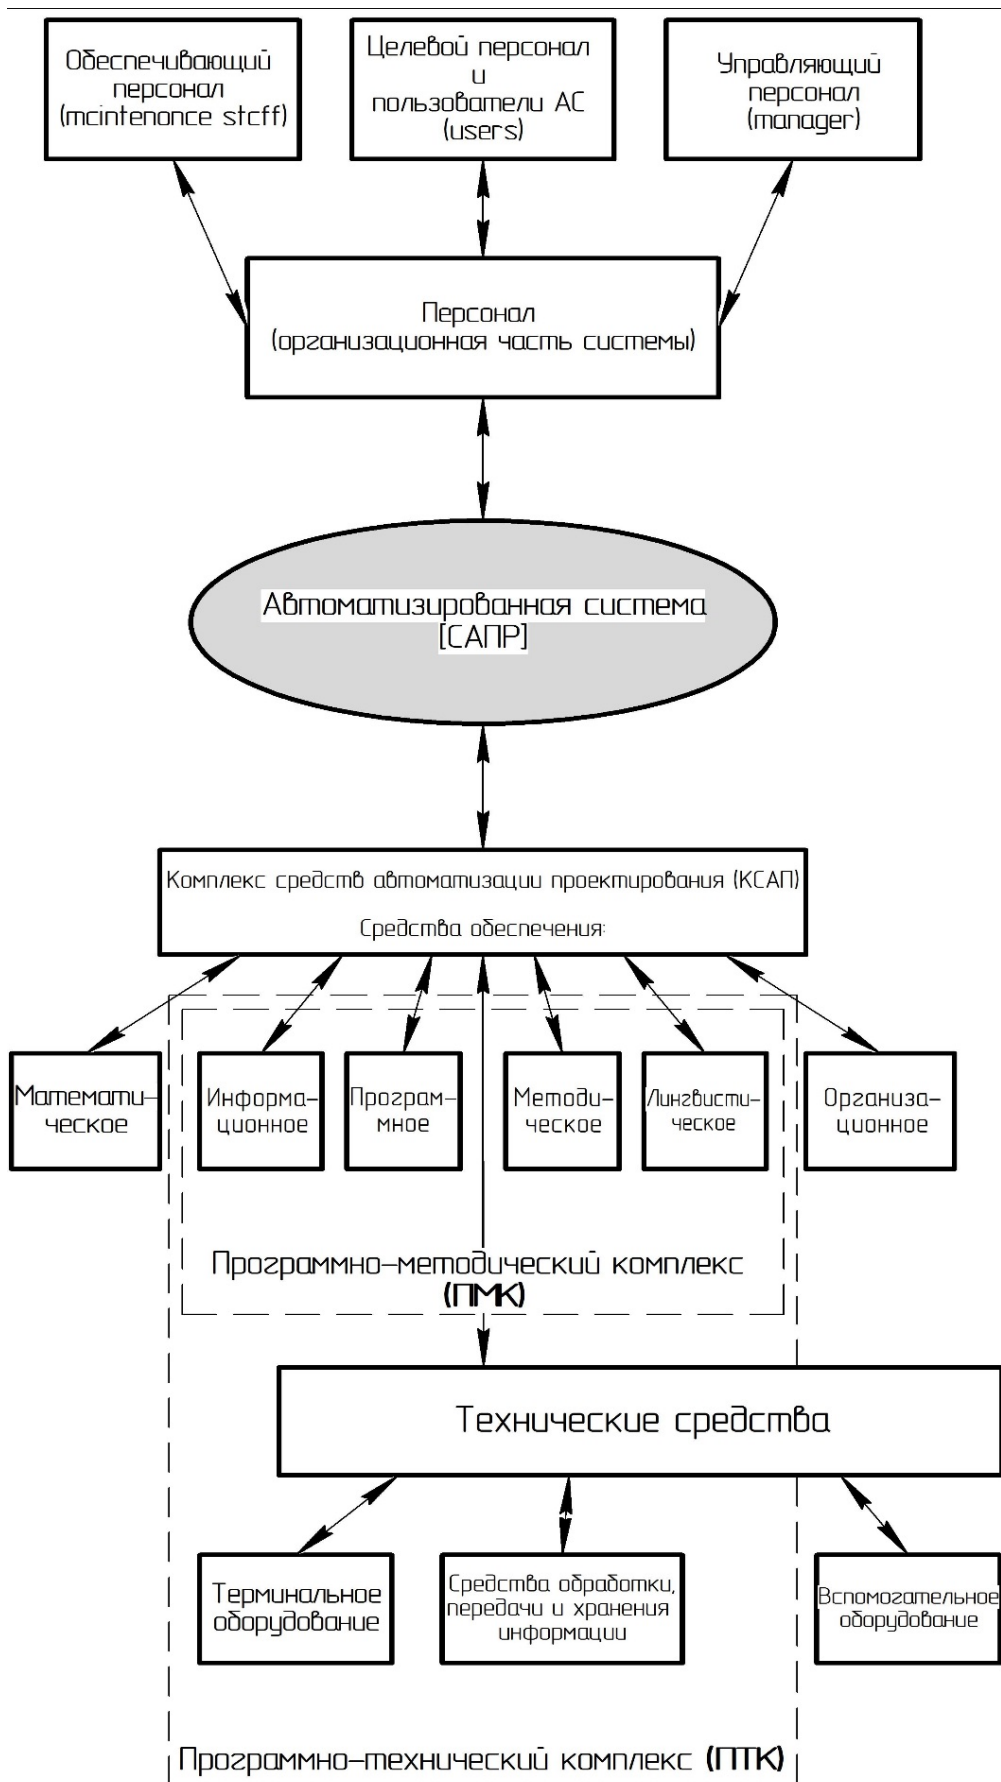 Обеспечивающий
персонал
(mcintenonce stcff)
Целевой персонал
и
пользователи АС
(users)
Управляющий
персонал
(manager)
Персонал
(организационная часть системы)
Автоматизированная система
[САПР]
Комплекс средств автоматизации проектирования (КСАП)
Средства обеспечения:
Математи-
ческое
Информа-
ционное
Програм-
мное
Методи-
ческое
Лингвисти-
ческое
Организа-
ционное
Программно-методический комплекс
(ПМК)
Технические средства
Терминальное
оборудование
Средства обработки,
передачи и хранения
информации
Вспомогательное
оборудование
Программно-технический комплекс (ПТК)